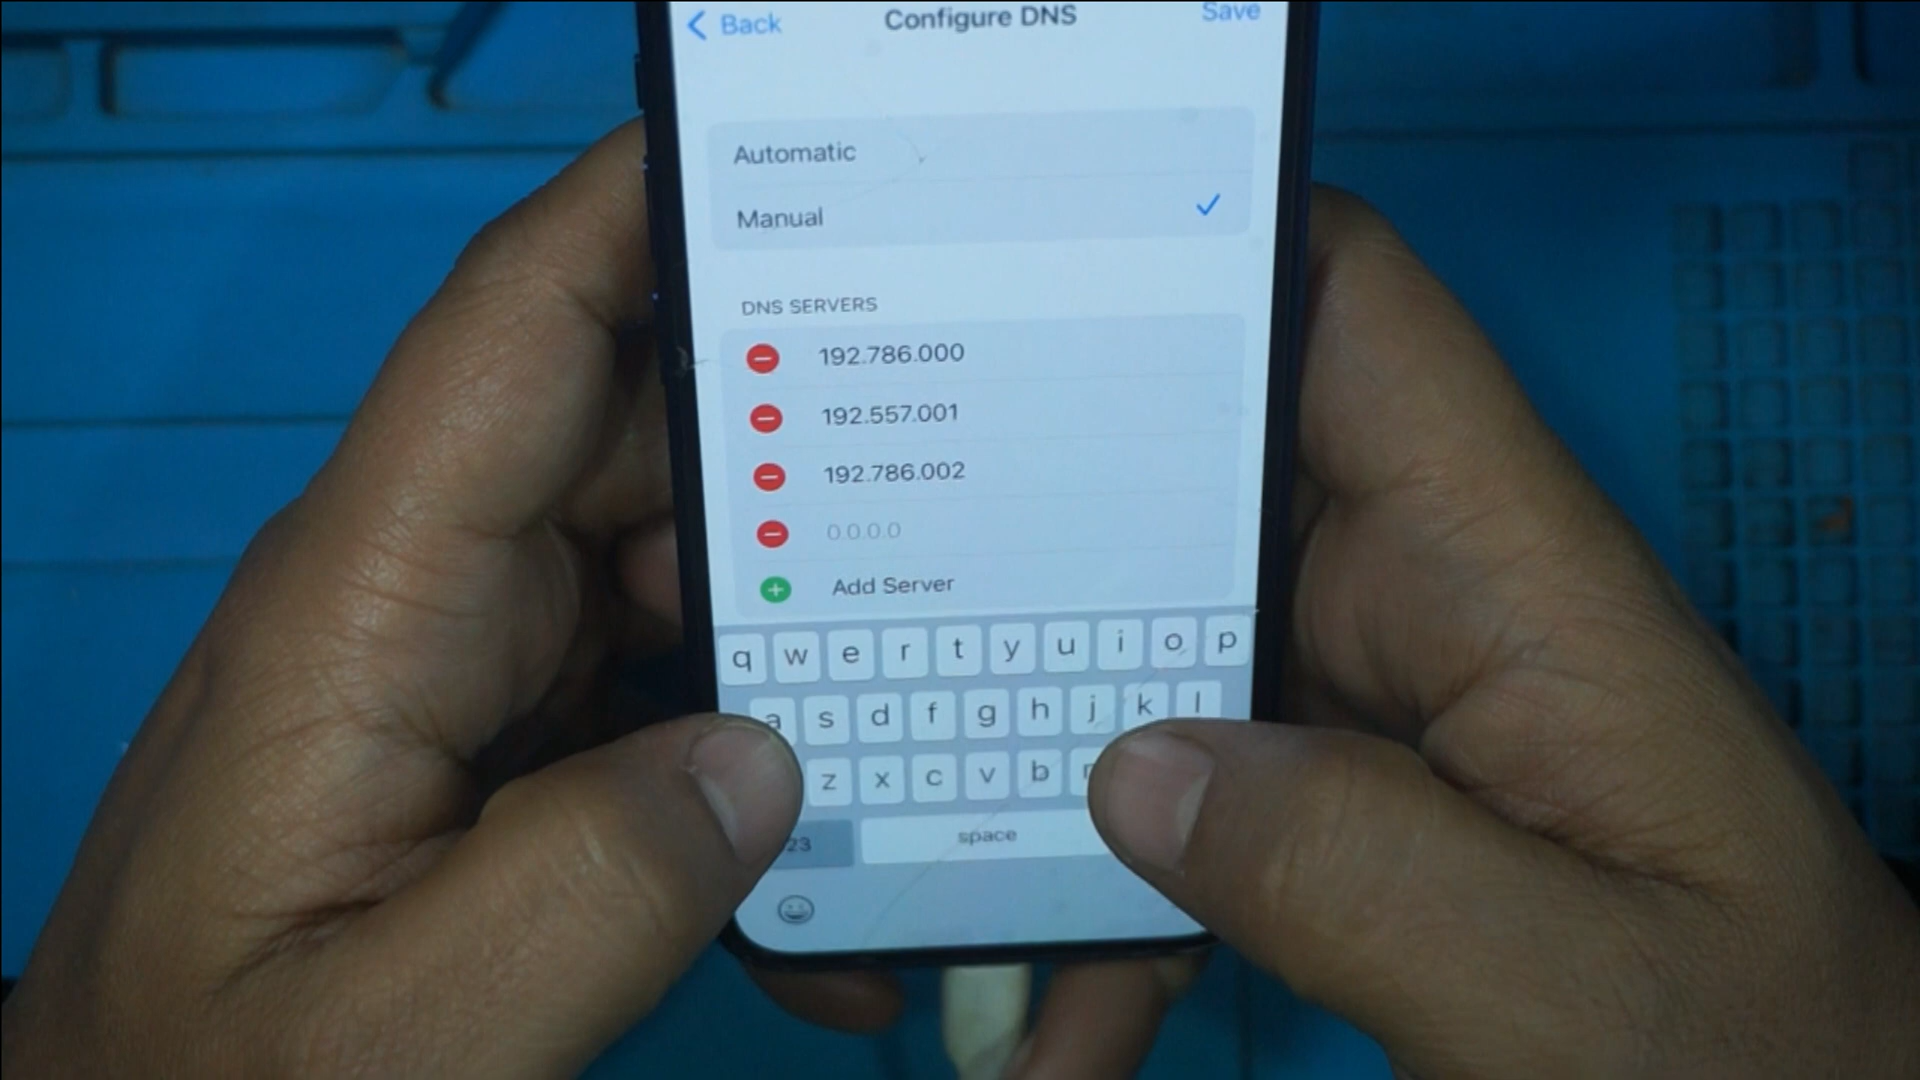 Back Configure DNS Save
Automatic
Manual
DNS SERVERS
192.786.000
192.557.001
192.786.002
0.0.0.0
Add Server
q w e r t y u i o p
a s d f g h j k l
z x c v b
23 space